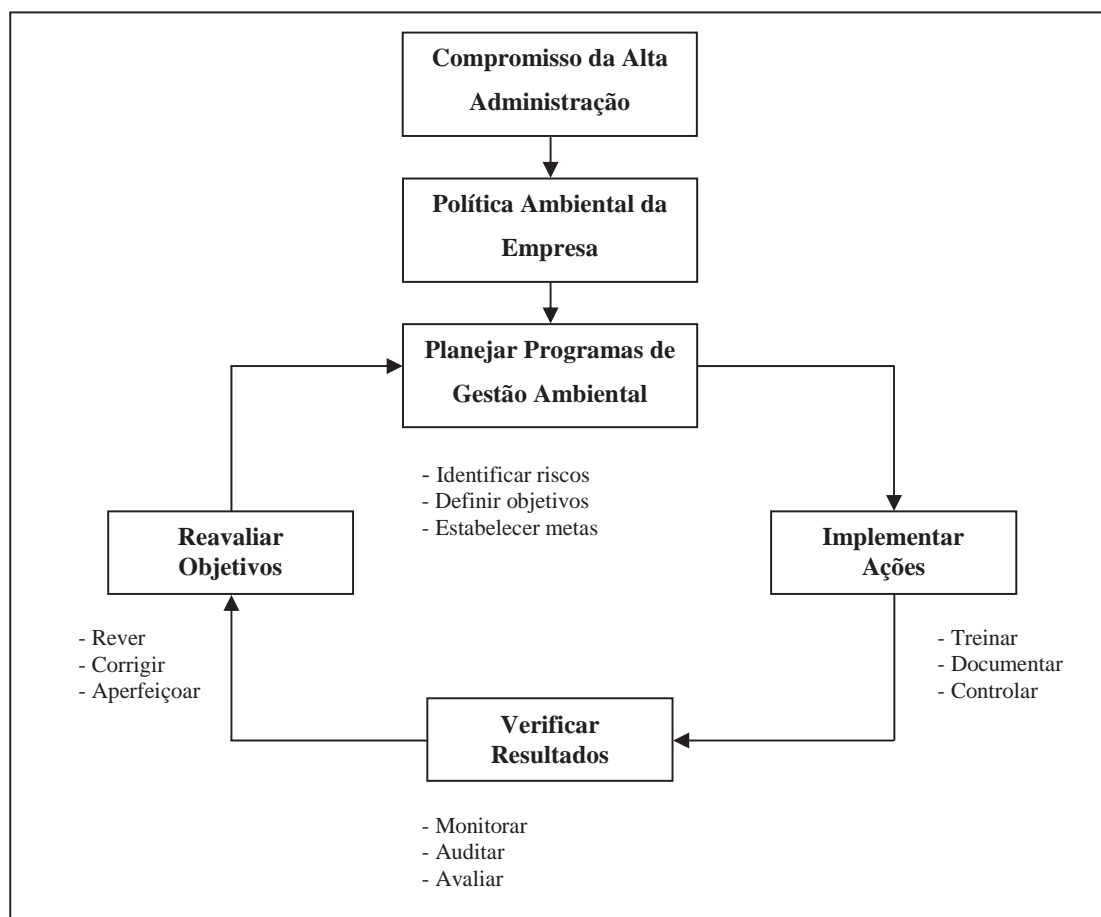 Compromisso da Alta
Administração
Política Ambiental da
Empresa
Planejar Programas de
Gestão Ambiental
- Identificar riscos
- Definir objetivos
- Estabelecer metas
Reavaliar
Objetivos
Implementar
Ações
- Rever
- Corrigir
- Aperfeiçoar
- Treinar
- Documentar
- Controlar
Verificar
Resultados
- Monitorar
- Auditar
- Avaliar